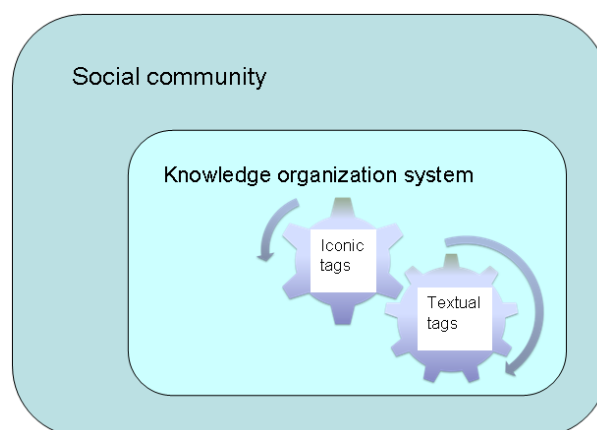 Social community
Knowledge organization system
Iconic
tags
Textual
tags